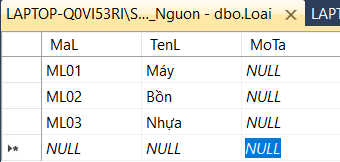 LAPTOP-Q0VI53RI\S..._Nguon - dbo.Loai LAPT
MaL TenL MoTa
ML01 Máy NULL
ML02 Bồn NULL
ML03 Nhựa NULL
NULL NULL NULL